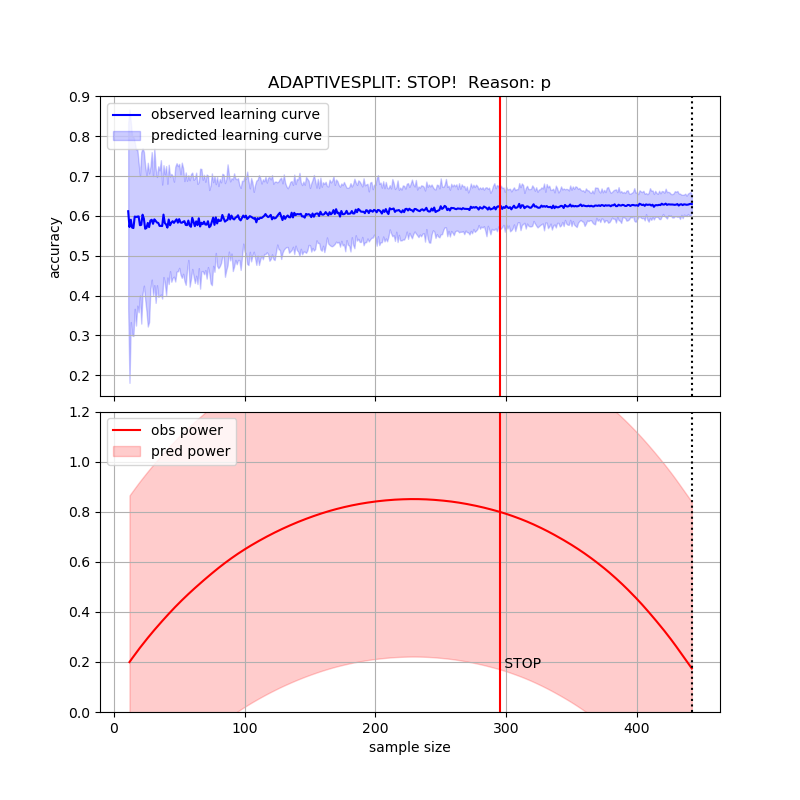 ADAPTIVESPLIT: STOP!  Reason: p
0.9
0.8
0.7
0.6
0.5
0.4
0.3
0.2
accuracy
observed learning curve
predicted learning curve
1.2
1.0
0.8
0.6
0.4
0.2
0.0
obs power
pred power
STOP
0
100
200
300
400
sample size